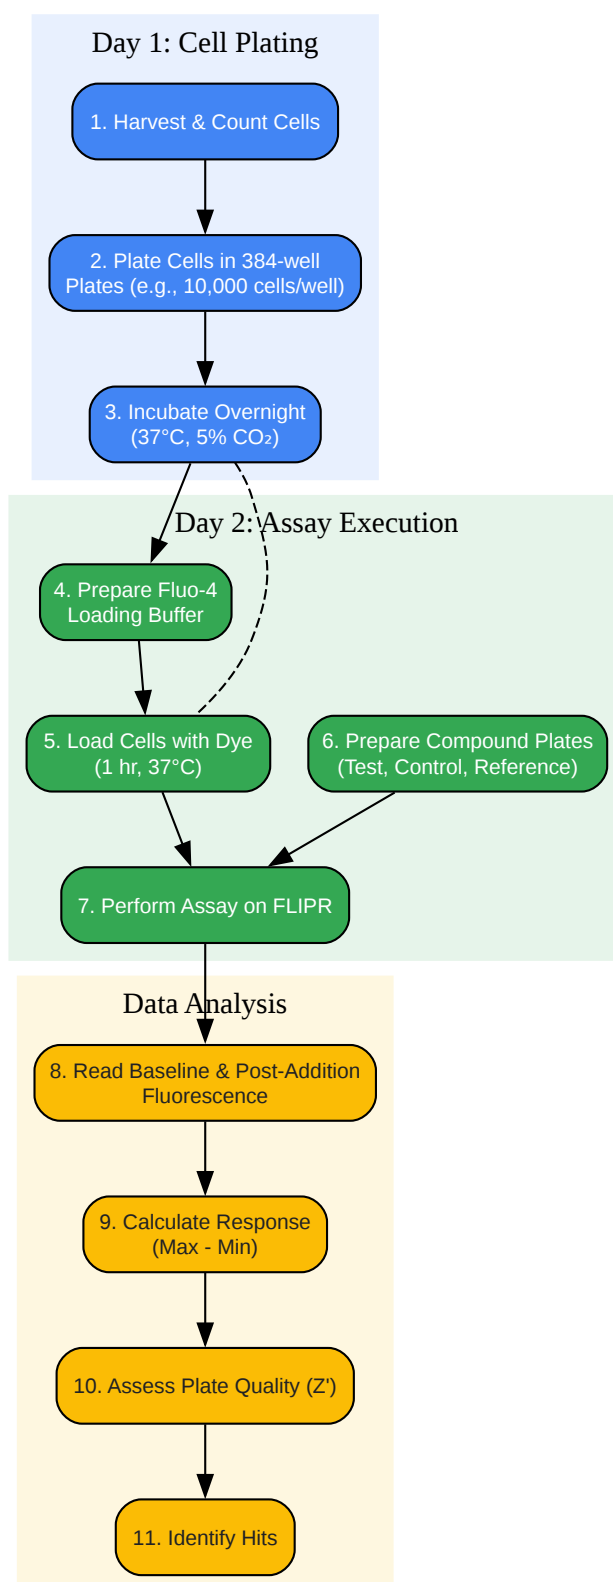 Day 1: Cell Plating
1. Harvest & Count Cells
2. Plate Cells in 384-well
Plates (e.g., 10,000 cells/well)
3. Incubate Overnight
(37°C, 5% CO₂)
Day 2: Assay Execution
4. Prepare Fluo-4
Loading Buffer
5. Load Cells with Dye
(1 hr, 37°C)
6. Prepare Compound Plates
(Test, Control, Reference)
7. Perform Assay on FLIPR
Data Analysis
8. Read Baseline & Post-Addition
Fluorescence
9. Calculate Response
(Max - Min)
10. Assess Plate Quality (Z')
11. Identify Hits